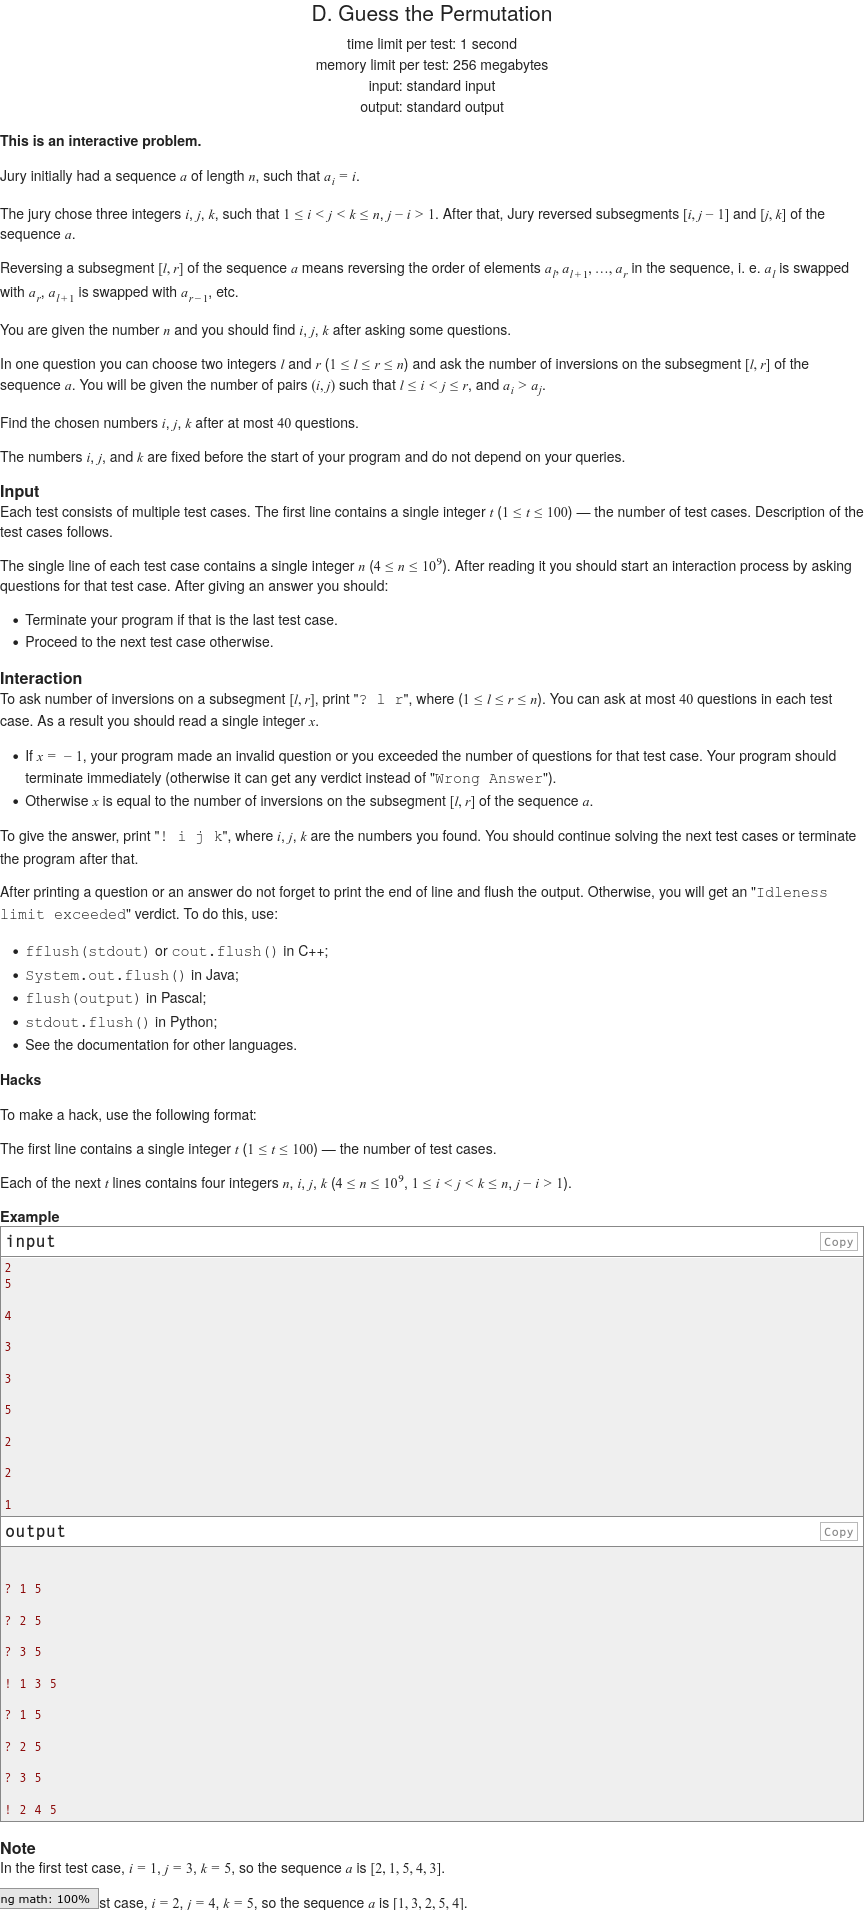 D. Guess the Permutation
time limit per test: 1 second
memory limit per test: 256 megabytes
input: standard input
output: standard output
This is an interactive problem.
Jury initially had a sequence a of length n, such that a_i = i.
The jury chose three integers i, j, k, such that 1 ≤ i < j < k ≤ n, j − i > 1. After that, Jury reversed subsegments [i, j − 1] and [j, k] of the
sequence a.
Reversing a subsegment [l, r] of the sequence a means reversing the order of elements a_l, a_{l+1}, …, a_r in the sequence, i. e. a_l is swapped
with a_r, a_{l+1} is swapped with a_{r−1}, etc.
You are given the number n and you should find i, j, k after asking some questions.
In one question you can choose two integers l and r (1 ≤ l ≤ r ≤ n) and ask the number of inversions on the subsegment [l, r] of the
sequence a. You will be given the number of pairs (i, j) such that l ≤ i < j ≤ r, and a_i > a_j.
Find the chosen numbers i, j, k after at most 40 questions.
The numbers i, j, and k are fixed before the start of your program and do not depend on your queries.
Input
Each test consists of multiple test cases. The first line contains a single integer t (1 ≤ t ≤ 100) — the number of test cases. Description of the
test cases follows.
The single line of each test case contains a single integer n (4 ≤ n ≤ 10^9). After reading it you should start an interaction process by asking
questions for that test case. After giving an answer you should:
• Terminate your program if that is the last test case.
• Proceed to the next test case otherwise.
Interaction
To ask number of inversions on a subsegment [l, r], print "? l r", where (1 ≤ l ≤ r ≤ n). You can ask at most 40 questions in each test
case. As a result you should read a single integer x.
• If x = − 1, your program made an invalid question or you exceeded the number of questions for that test case. Your program should
terminate immediately (otherwise it can get any verdict instead of "Wrong Answer").
• Otherwise x is equal to the number of inversions on the subsegment [l, r] of the sequence a.
To give the answer, print "! i j k", where i, j, k are the numbers you found. You should continue solving the next test cases or terminate
the program after that.
After printing a question or an answer do not forget to print the end of line and flush the output. Otherwise, you will get an "Idleness
limit exceeded" verdict. To do this, use:
• fflush(stdout) or cout.flush() in C++;
• System.out.flush() in Java;
• flush(output) in Pascal;
• stdout.flush() in Python;
• See the documentation for other languages.
Hacks
To make a hack, use the following format:
The first line contains a single integer t (1 ≤ t ≤ 100) — the number of test cases.
Each of the next t lines contains four integers n, i, j, k (4 ≤ n ≤ 10^9, 1 ≤ i < j < k ≤ n, j − i > 1).
Example
input Copy
2
5
4
3
3
5
2
2
1
output Copy
? 1 5
? 2 5
? 3 5
! 1 3 5
? 1 5
? 2 5
? 3 5
! 2 4 5
Note
In the first test case, i = 1, j = 3, k = 5, so the sequence a is [2, 1, 5, 4, 3].
ng math: 100% st case, i = 2, j = 4, k = 5, so the sequence a is [1, 3, 2, 5, 4].